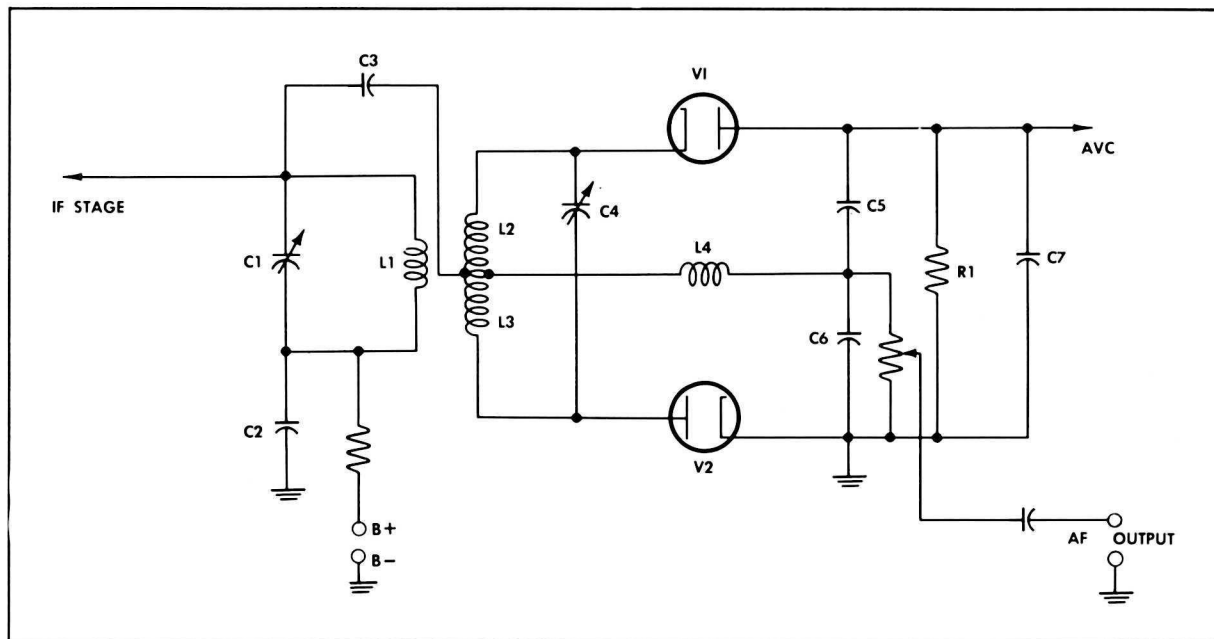 C3
V1
AVC
IF STAGE
C1
L1
L2
C4
C5
L4
R1
C7
L3
C6
C2
V2
B+
B–
AF OUTPUT